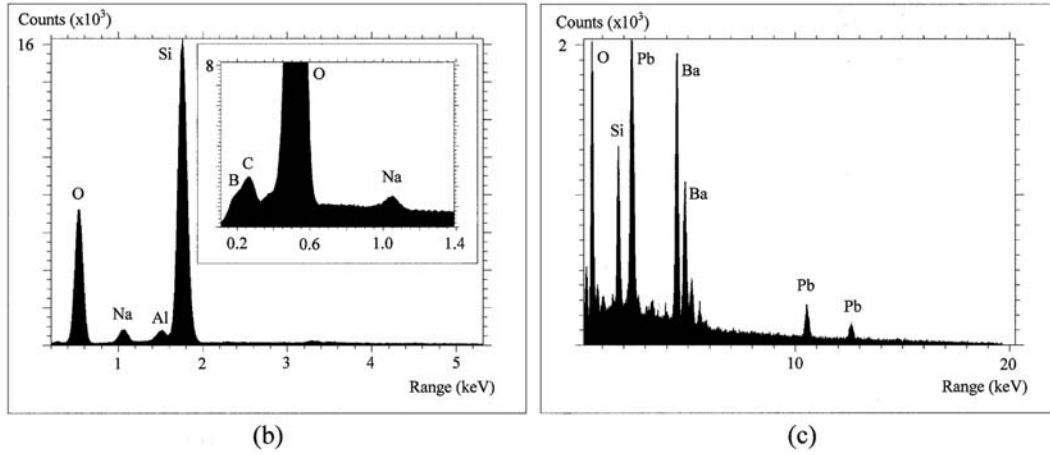 Counts (x10³)
16
Si
O
Na
Al
8
O
B
C
Na
0.2
0.6
1.0
1.4
1
2
3
4
5
Range (keV)
(b)
Counts (x10³)
2
O
Pb
Ba
Si
Ba
Pb
Pb
10
20
Range (keV)
(c)